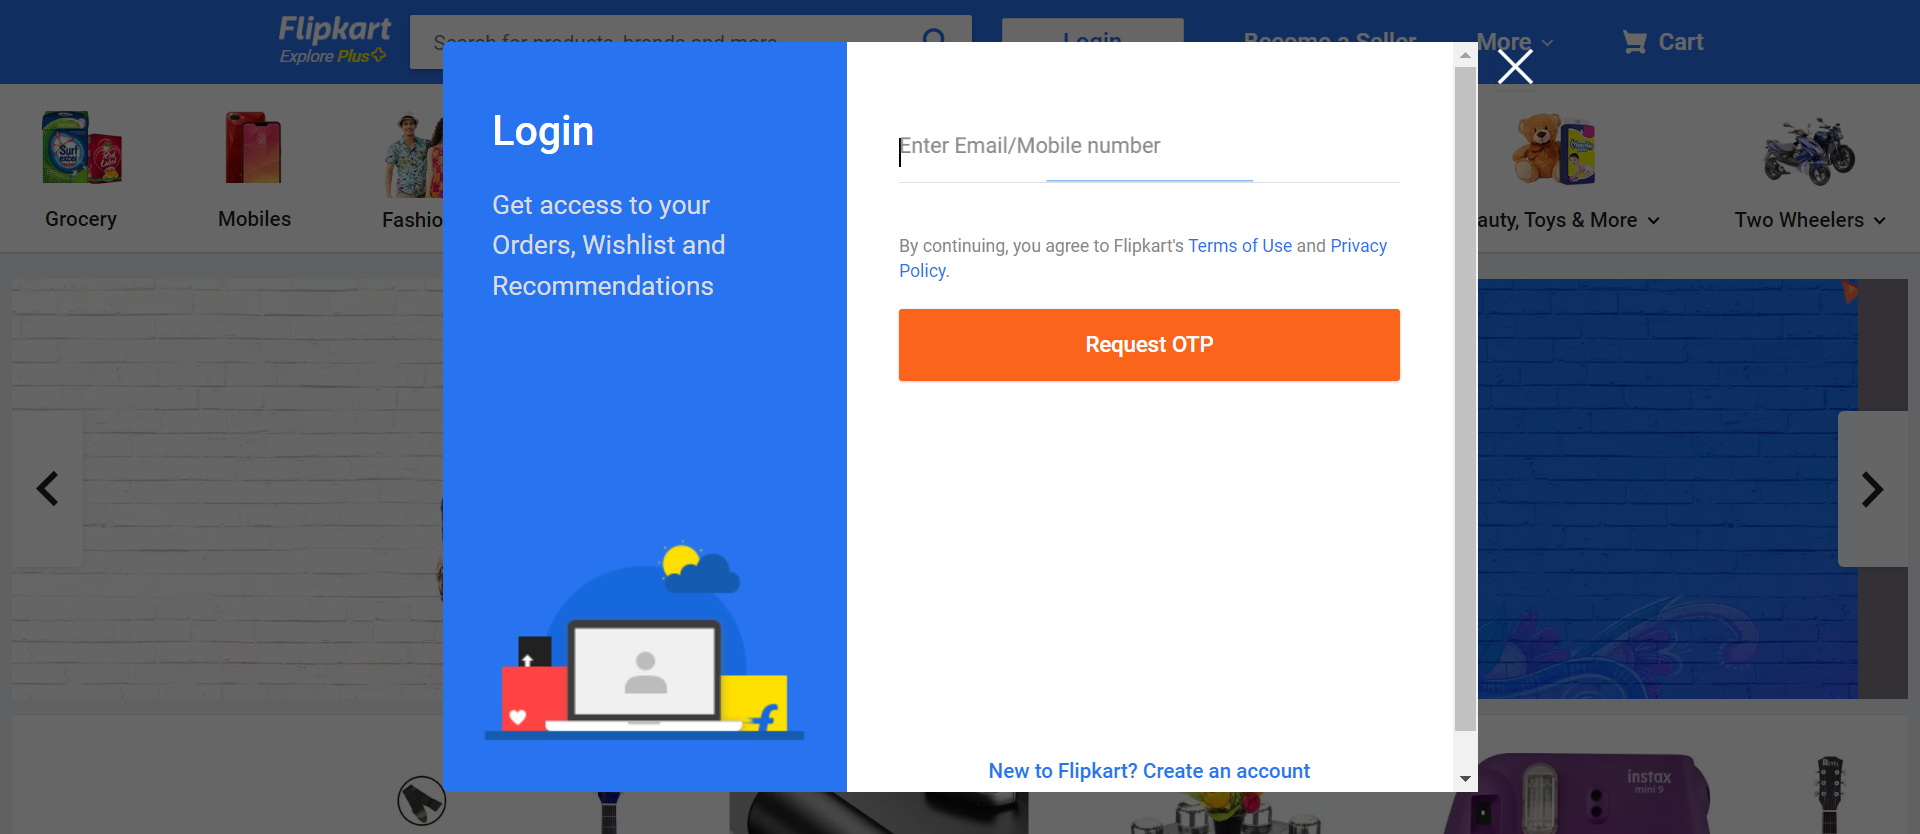 Flipkart
Explore Plus
Search for products, brands and more
Login
Become a Seller
More
Cart
Surf
excel
Grocery
Mobiles
Fashio
auty, Toys & More
Two Wheelers
Login
Get access to your
Orders, Wishlist and
Recommendations
Enter Email/Mobile number
By continuing, you agree to Flipkart's Terms of Use and Privacy
Policy.
Request OTP
New to Flipkart? Create an account
instax
mini 9